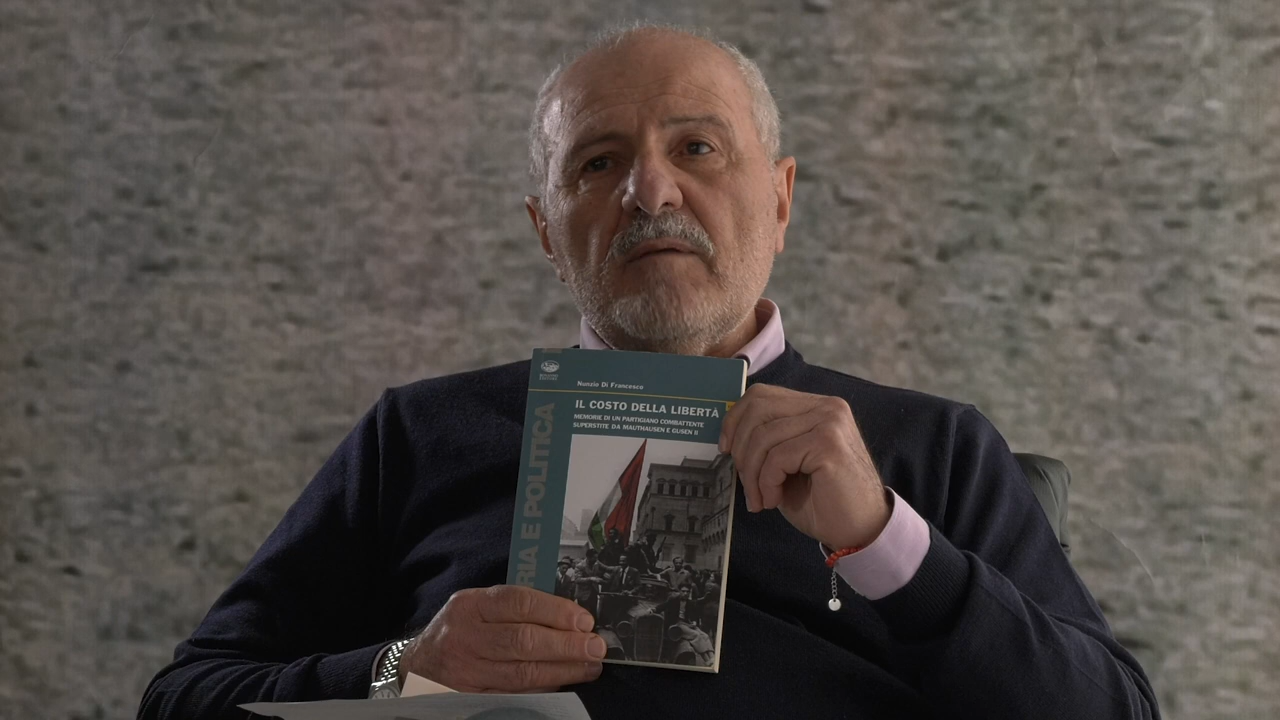 Nunzio Di Francesco
IL COSTO DELLA LIBERTÀ
MEMORIE DI UN PARTIGIANO COMBATTENTE
SUPERSTITE DA MAUTHAUSEN E GUSEN II
RIA E POLITICA